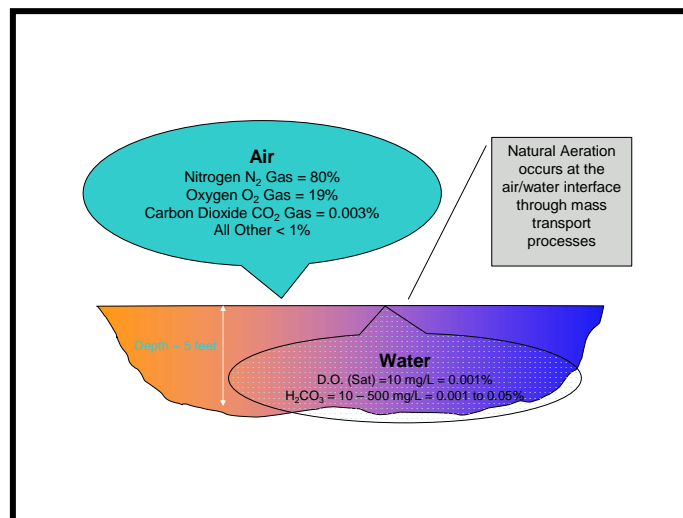 Air
Nitrogen N₂ Gas = 80%
Oxygen O₂ Gas = 19%
Carbon Dioxide CO₂ Gas = 0.003%
All Other < 1%
Natural Aeration
occurs at the
air/water interface
through mass
transport
processes
Depth ~ 5 feet
Water
D.O. (Sat) =10 mg/L = 0.001%
H₂CO₃ = 10 – 500 mg/L = 0.001 to 0.05%